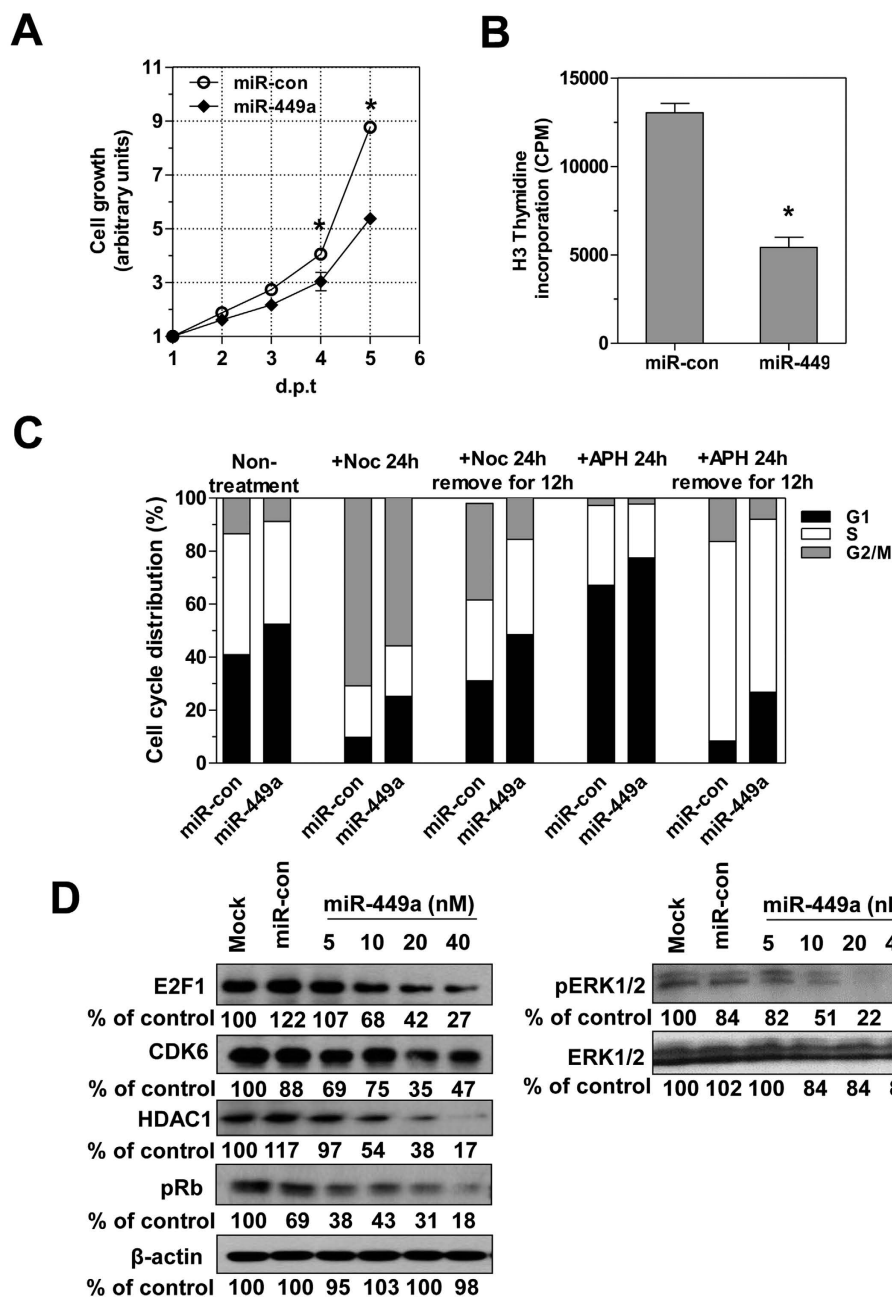 A
11
9
7
5
3
1
Cell growth
(arbitrary units)
miR-con
miR-449a
*
*
1 2 3 4 5 6
d.p.t
B
15000
10000
5000
0
H3 Thymidine
incorporation (CPM)
*
miR-con miR-449
C
Non-
treatment
+Noc 24h
+Noc 24h
remove for 12h
+APH 24h
+APH 24h
remove for 12h
100
80
60
40
20
0
Cell cycle distribution (%)
G1
S
G2/M
miR-con
miR-449a
miR-con
miR-449a
miR-con
miR-449a
miR-con
miR-449a
miR-con
miR-449a
D
Mock
miR-con
miR-449a (nM)
5 10 20 40
E2F1
% of control 100 122 107 68 42 27
CDK6
% of control 100 88 69 75 35 47
HDAC1
% of control 100 117 97 54 38 17
pRb
% of control 100 69 38 43 31 18
β-actin
% of control 100 100 95 103 100 98
Mock
miR-con
miR-449a
5 10 20
pERK1/2
% of control 100 84 82 51 22
ERK1/2
% of control 100 102 100 84 84